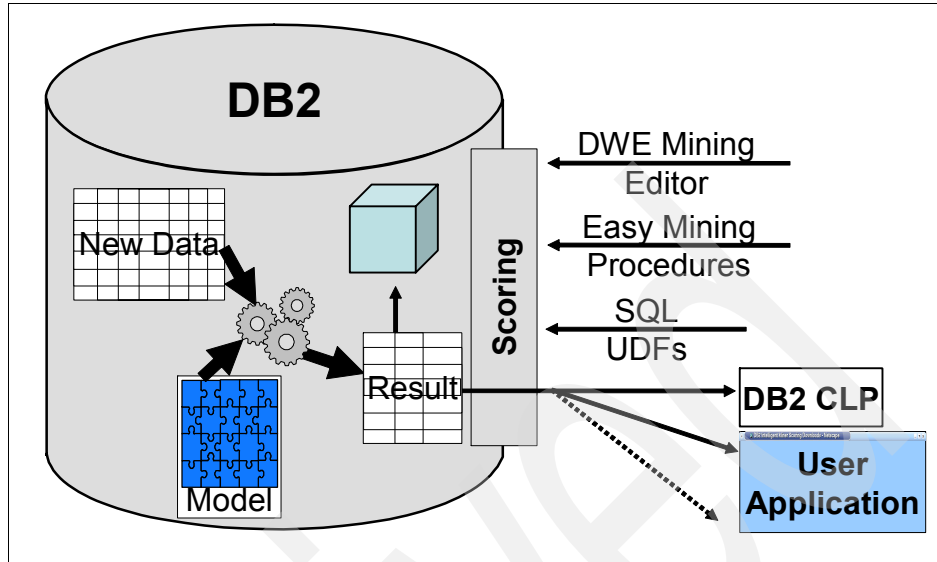 DB2
DWE Mining
Editor
New Data
Easy Mining
Procedures
Scoring
SQL
UDFs
Result
DB2 CLP
Model
User
Application